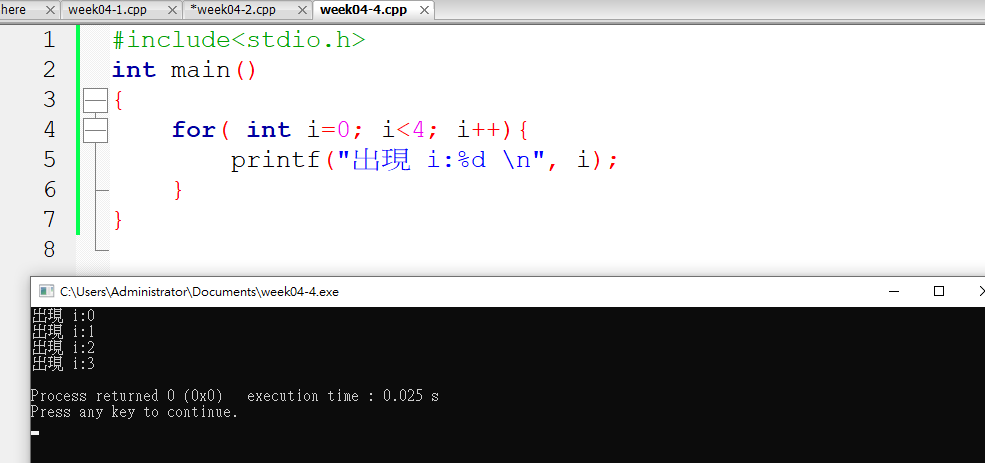 here week04-1.cpp *week04-2.cpp week04-4.cpp
1 #include<stdio.h>
2 int main()
3 {
4 for( int i=0; i<4; i++){
5 printf("出現 i:%d \n", i);
6 }
7 }
8
C:\Users\Administrator\Documents\week04-4.exe
出現 i:0
出現 i:1
出現 i:2
出現 i:3
Process returned 0 (0x0) execution time : 0.025 s
Press any key to continue.